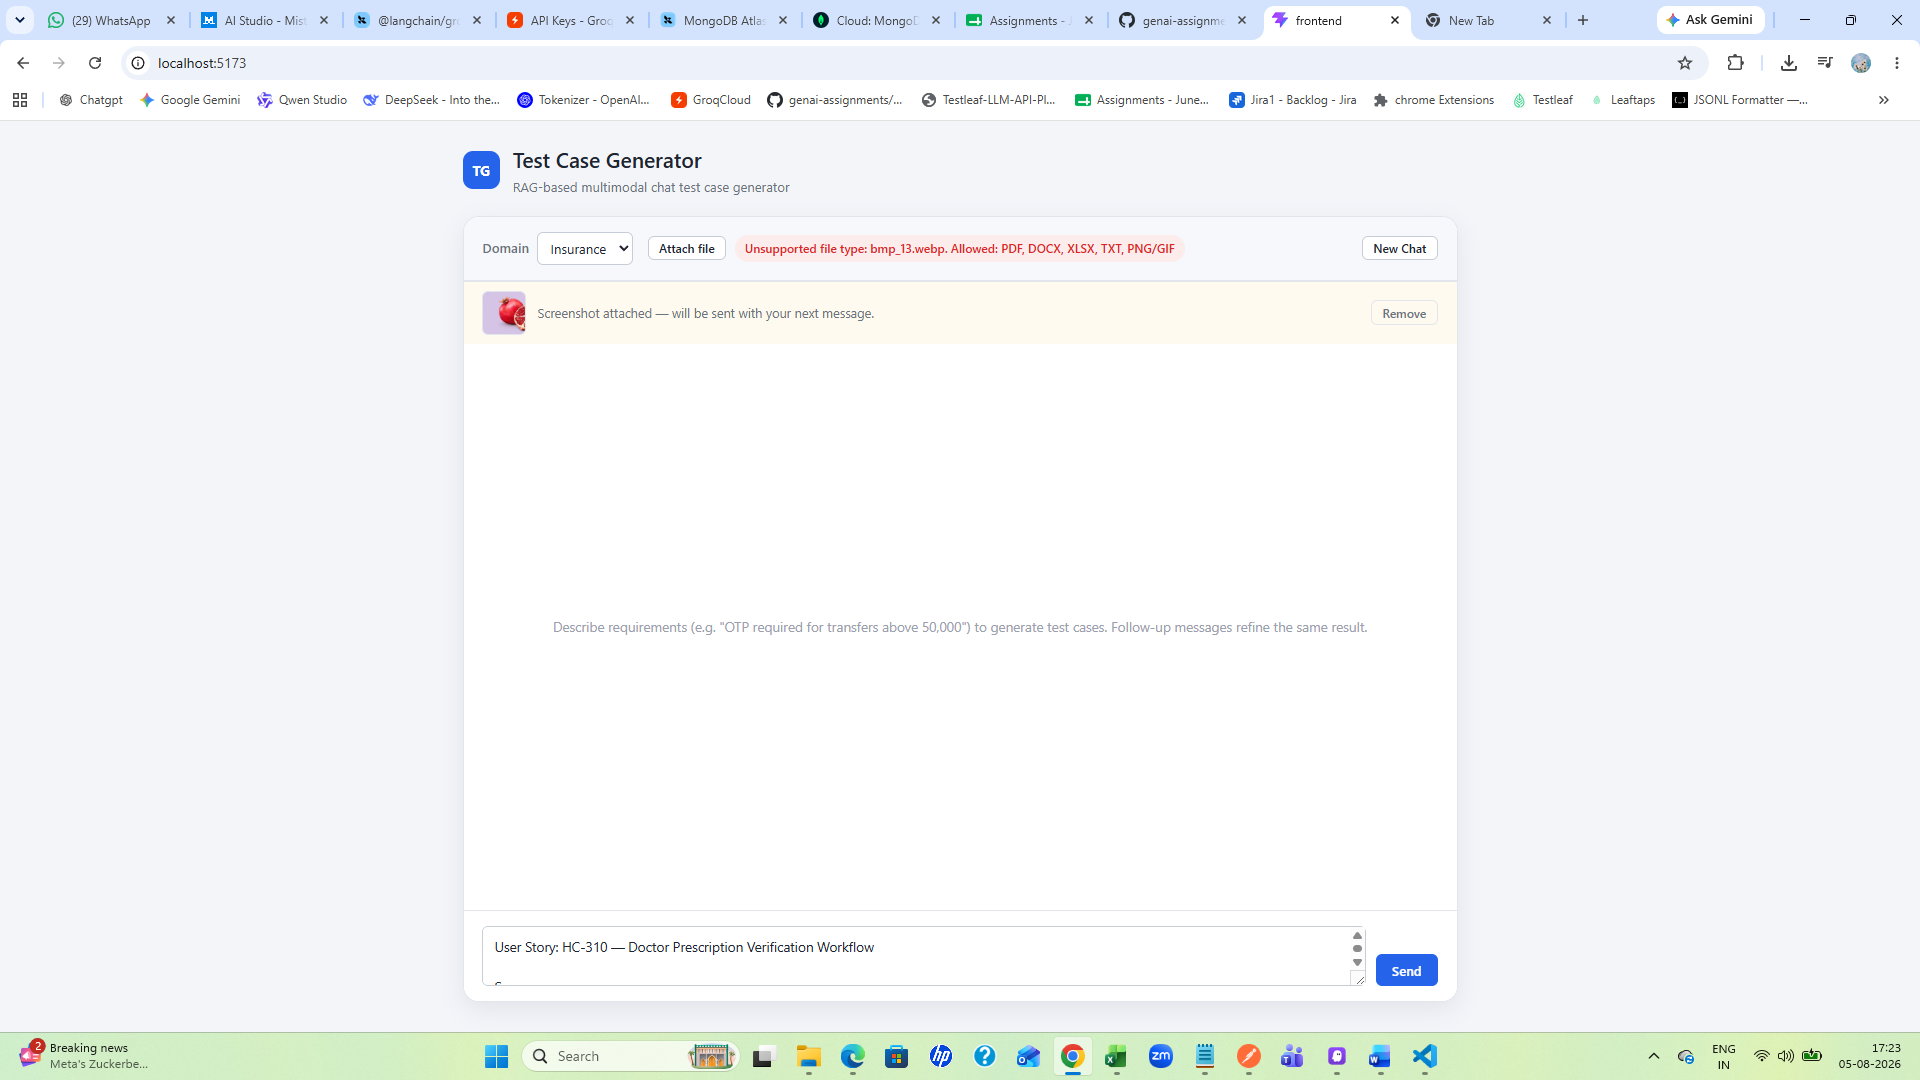 (29) WhatsApp
AI Studio - Mist
@langchain/gro
API Keys - Groq
MongoDB Atlas
Cloud: MongoD
Assignments - J
genai-assignme
frontend
New Tab
Ask Gemini
localhost:5173
Chatgpt
Google Gemini
Qwen Studio
DeepSeek - Into the...
Tokenizer - OpenAI...
GroqCloud
genai-assignments/...
Testleaf-LLM-API-Pl...
Assignments - June...
Jira1 - Backlog - Jira
chrome Extensions
Testleaf
Leaftaps
JSONL Formatter —...
TG
Test Case Generator
RAG-based multimodal chat test case generator
Domain
Insurance
Attach file
Unsupported file type: bmp_13.webp. Allowed: PDF, DOCX, XLSX, TXT, PNG/GIF
New Chat
Screenshot attached — will be sent with your next message.
Remove
Describe requirements (e.g. "OTP required for transfers above 50,000") to generate test cases. Follow-up messages refine the same result.
User Story: HC-310 — Doctor Prescription Verification Workflow
Send
2
Breaking news
Meta's Zuckerbe...
Search
hp
zm
ENG
IN
17:23
05-08-2026